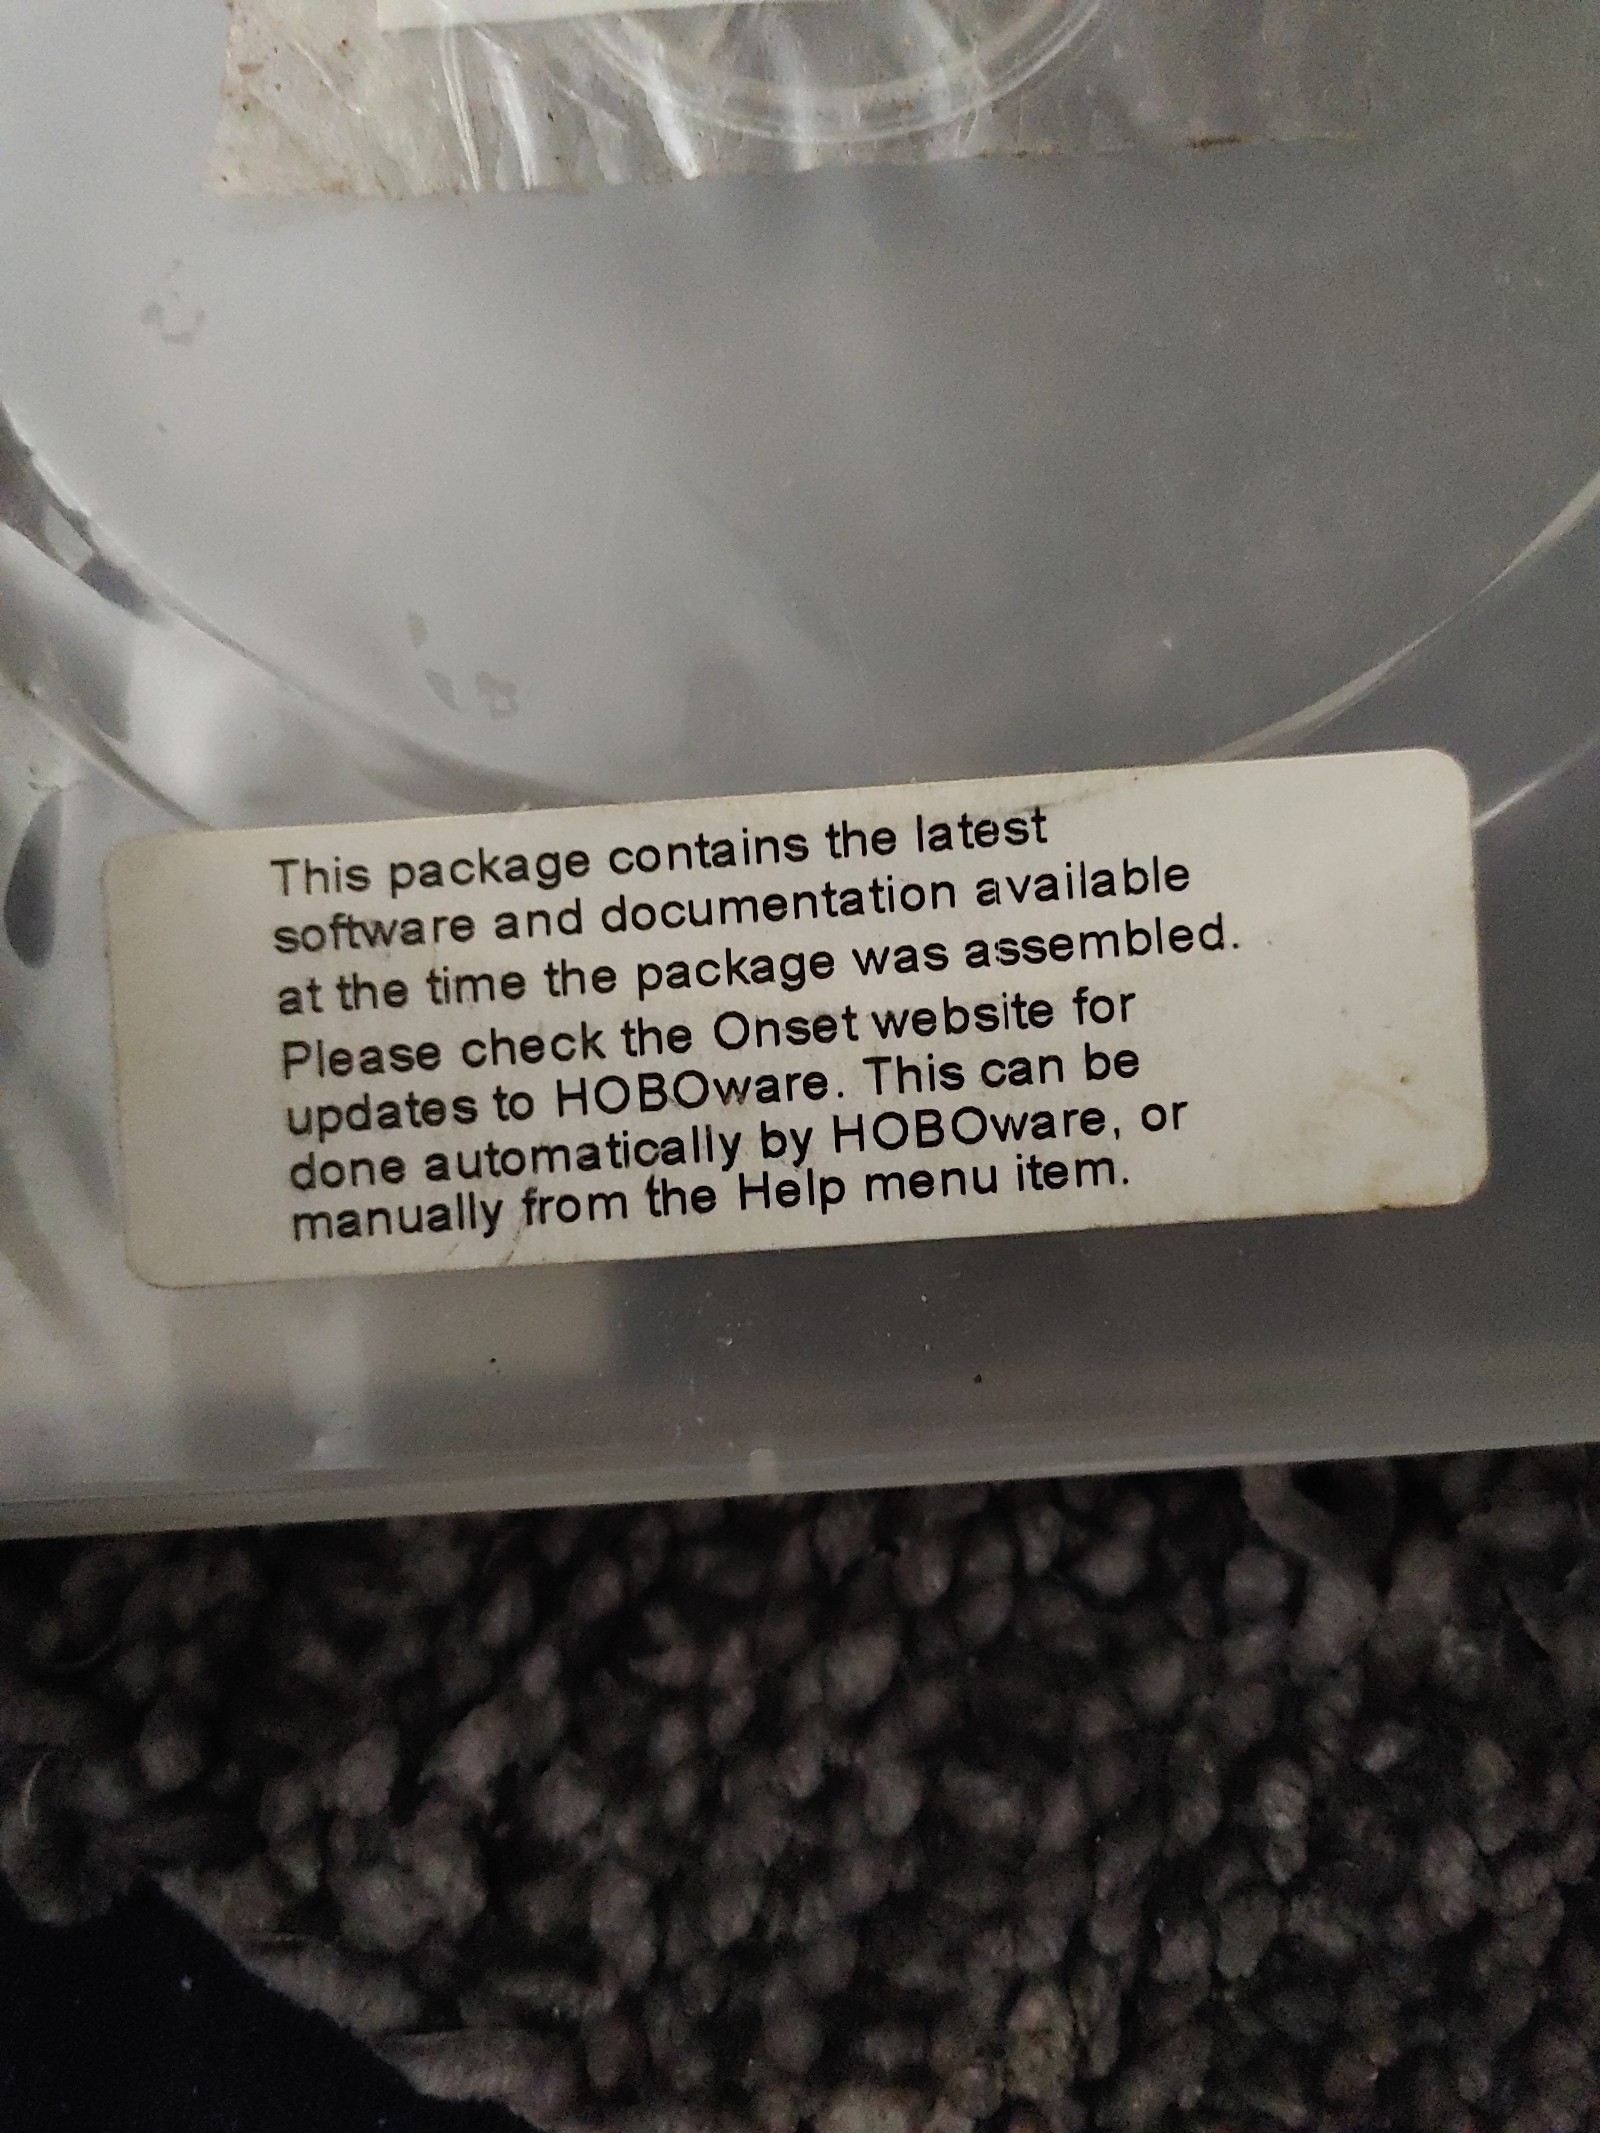 This package contains the latest
software and documentation available
at the time the package was assembled.
Please check the Onset website for
updates to HOBOware. This can be
done automatically by HOBOware, or
manually from the Help menu item.